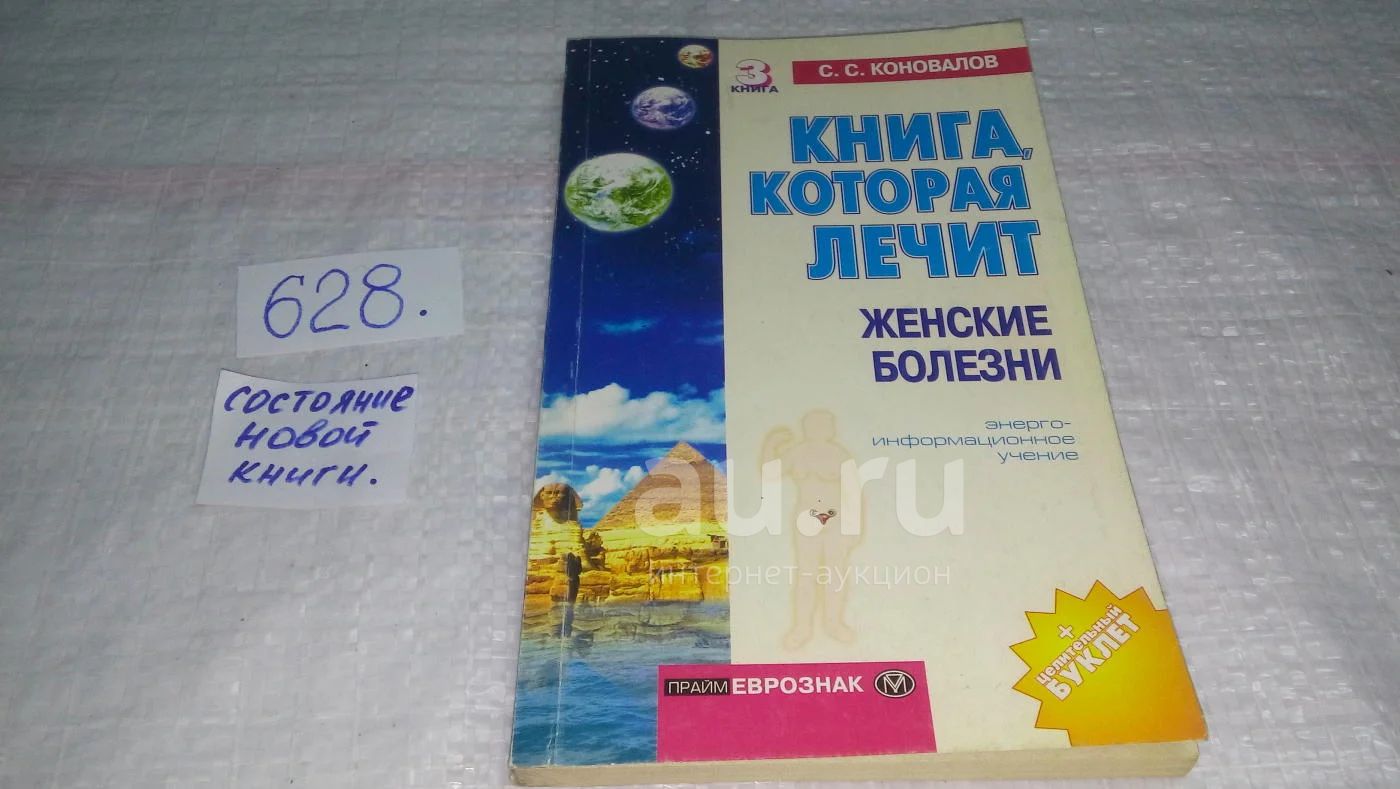 628.
состояние
новой
книги.
3
КНИГА
С. С. КОНОВАЛОВ
КНИГА,
КОТОРАЯ
ЛЕЧИТ
ЖЕНСКИЕ
БОЛЕЗНИ
энерго-
информационное
учение
au.ru
интернет-аукцион
+
целительный
БУКЛЕТ
ПРАЙМ ЕВРОЗНАК